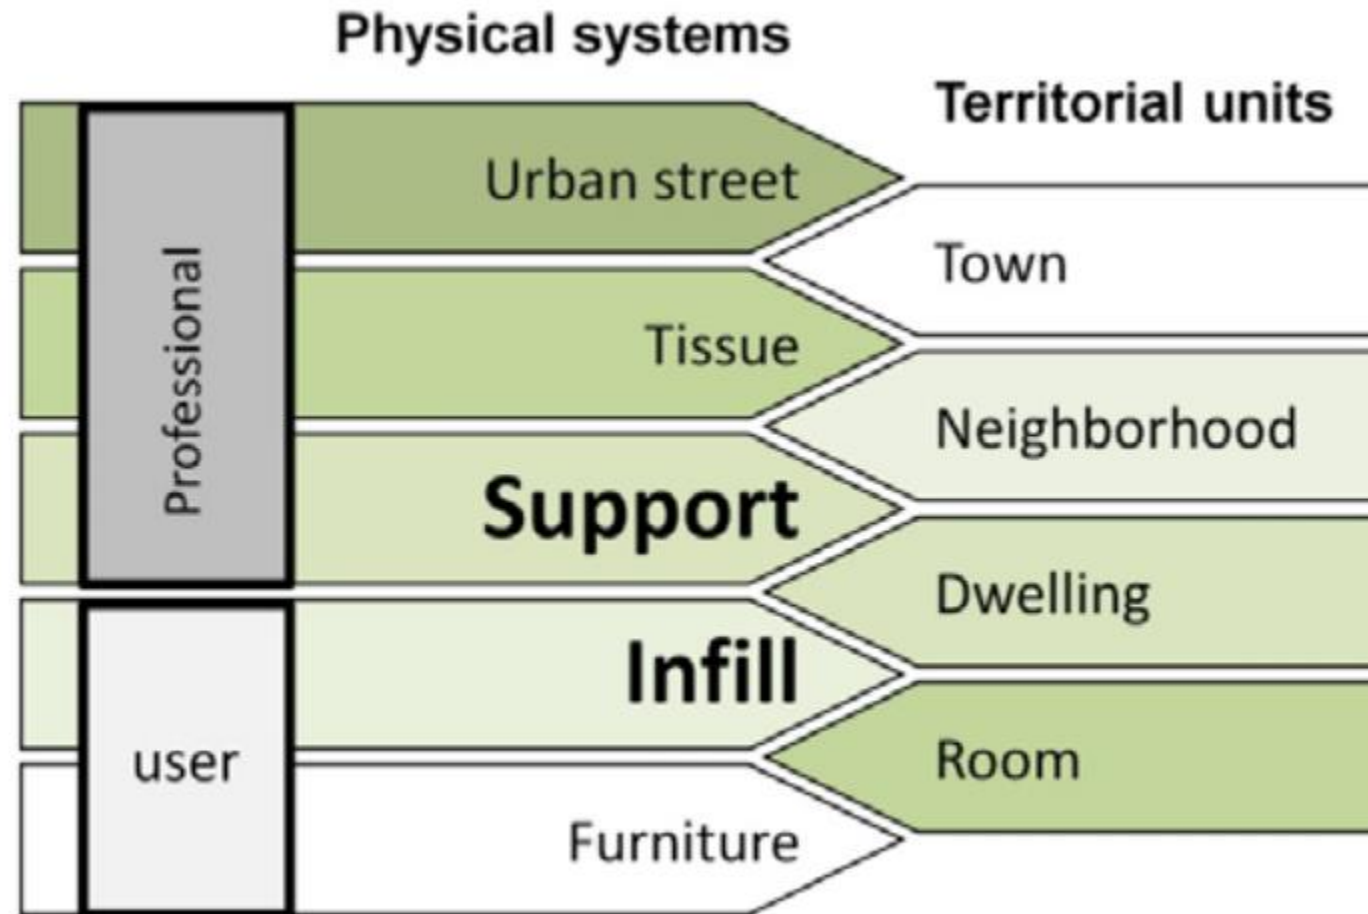 Physical systems
Territorial units
Professional
Urban street
Town
Tissue
Neighborhood
Support
Dwelling
Infill
user
Room
Furniture